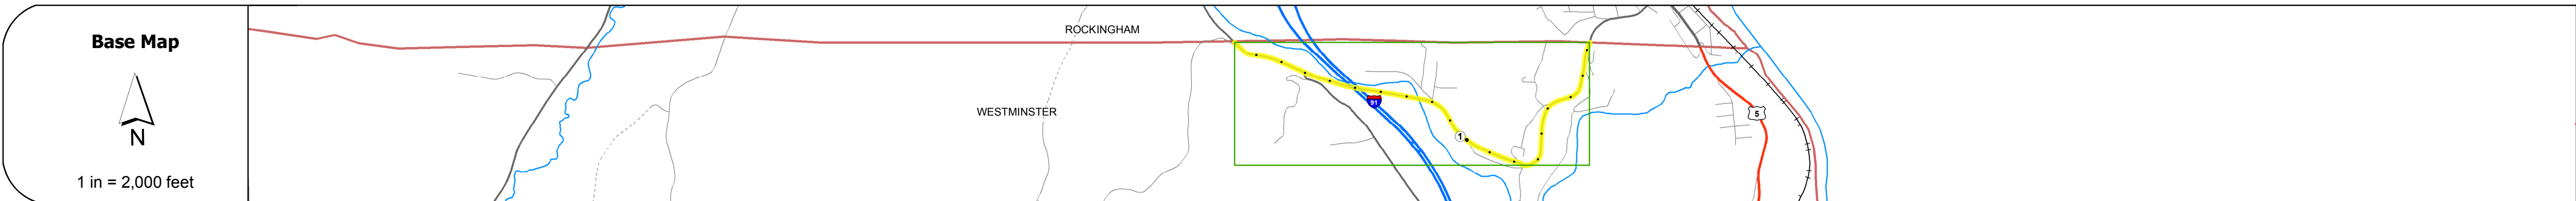 Base Map
N
1 in = 2,000 feet
ROCKINGHAM
WESTMINSTER
91
1
5